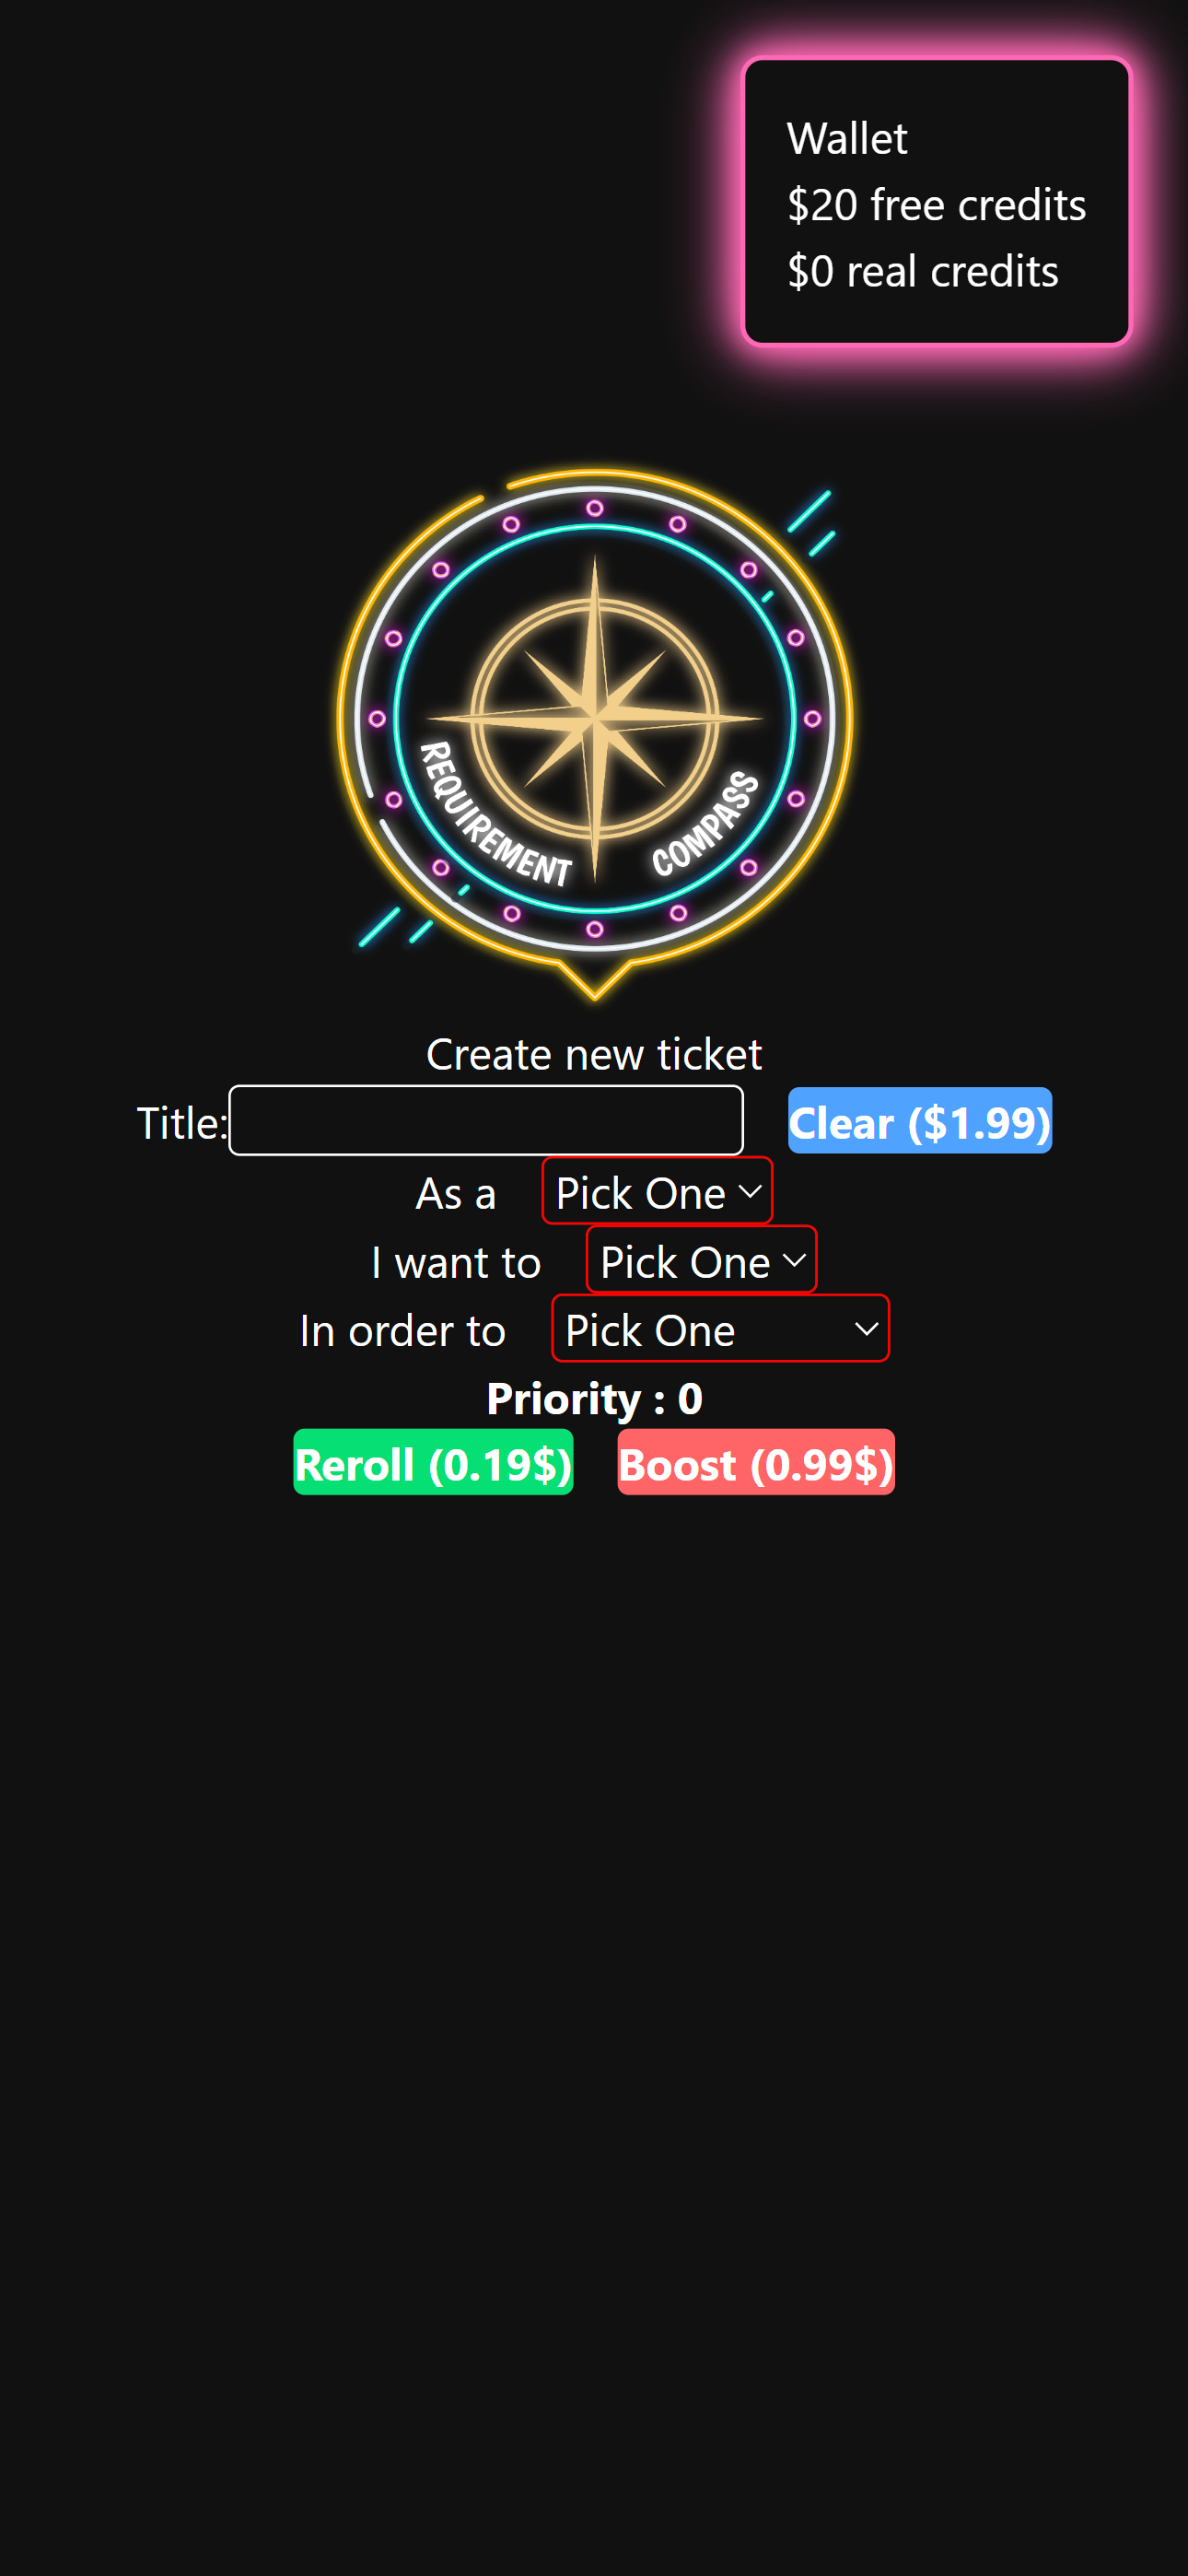 Wallet
$20 free credits
$0 real credits
REQUIREMENT COMPASS
Create new ticket
Title: Clear ($1.99)
As a Pick One
I want to Pick One
In order to Pick One
Priority : 0
Reroll (0.19$) Boost (0.99$)